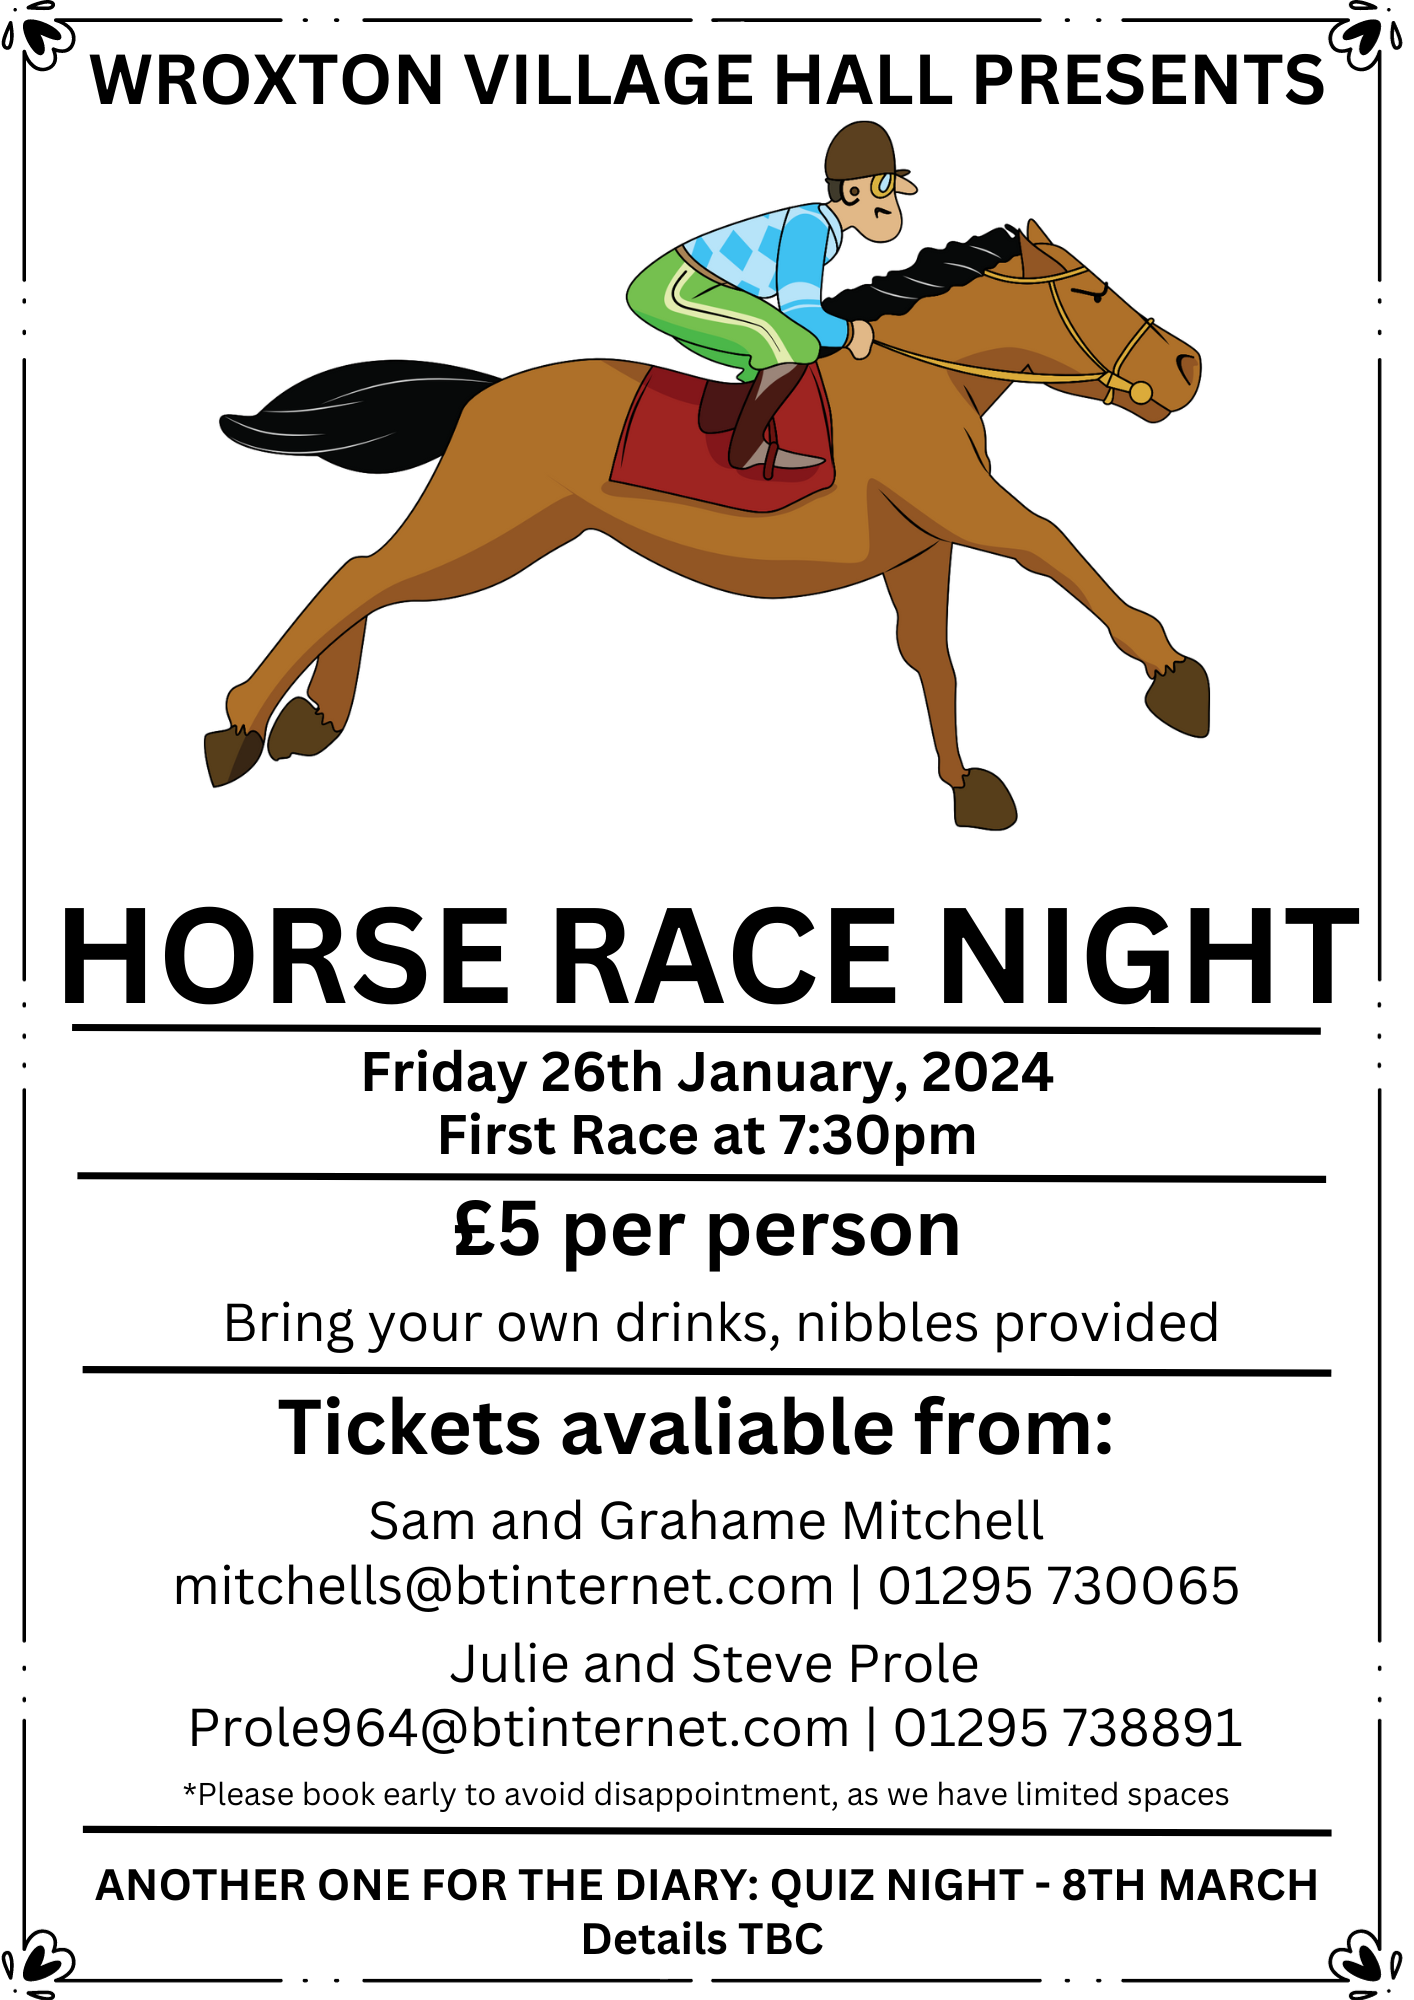 WROXTON VILLAGE HALL PRESENTS
HORSE RACE NIGHT
Friday 26th January, 2024
First Race at 7:30pm
£5 per person
Bring your own drinks, nibbles provided
Tickets avaliable from:
Sam and Grahame Mitchell
mitchells@btinternet.com | 01295 730065
Julie and Steve Prole
Prole964@btinternet.com | 01295 738891
*Please book early to avoid disappointment, as we have limited spaces
ANOTHER ONE FOR THE DIARY: QUIZ NIGHT - 8TH MARCH
Details TBC